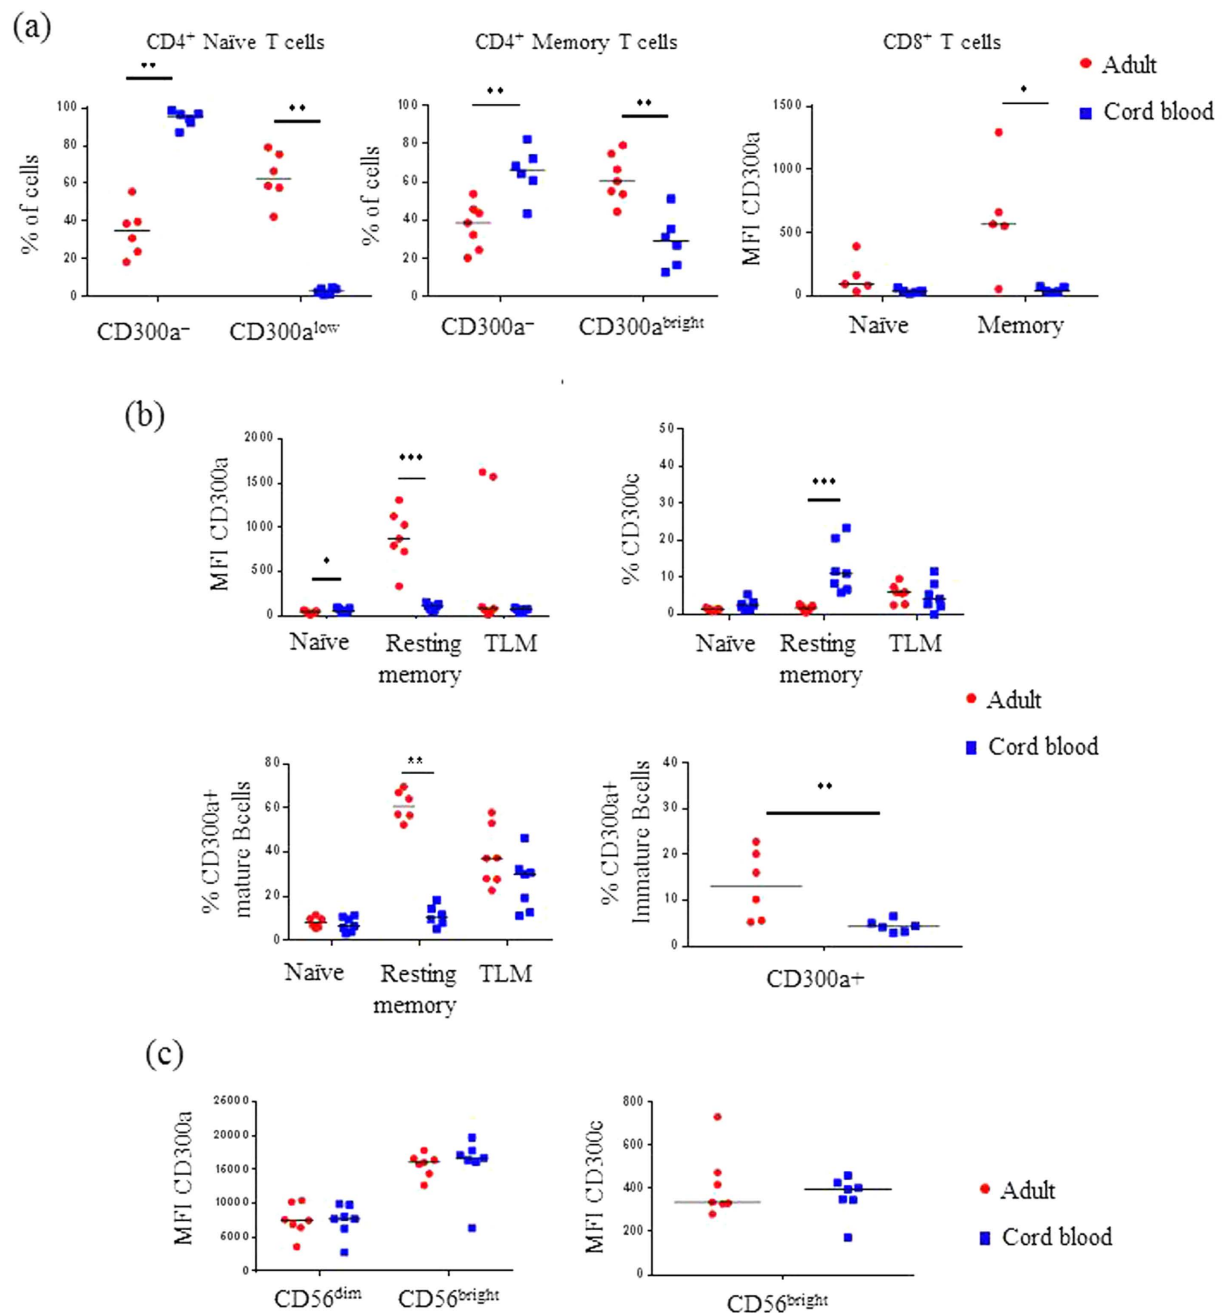 (a)
CD4⁺ Naïve T cells
CD4⁺ Memory T cells
CD8⁺ T cells
Adult
Cord blood
% of cells
100
80
60
40
20
0
CD300a⁻ CD300aˡᵒʷ
% of cells
100
80
60
40
20
0
CD300a⁻ CD300aᵇʳⁱᵍʰᵗ
MFI CD300a
1500
1000
500
0
Naïve Memory
(b)
MFI CD300a
2000
1500
1000
500
0
Naïve Resting TLM
memory
% CD300c
50
40
30
20
10
0
Naïve Resting TLM
memory
Adult
Cord blood
% CD300a+
mature Bcells
80
60
40
20
0
**
Naïve Resting TLM
memory
% CD300a+
Immature Bcells
40
30
20
10
0
CD300a+
(c)
MFI CD300a
26000
20000
15000
10000
6000
0
CD56ᵈⁱᵐ CD56ᵇʳⁱᵍʰᵗ
MFI CD300c
800
600
400
200
0
CD56ᵇʳⁱᵍʰᵗ
Adult
Cord blood